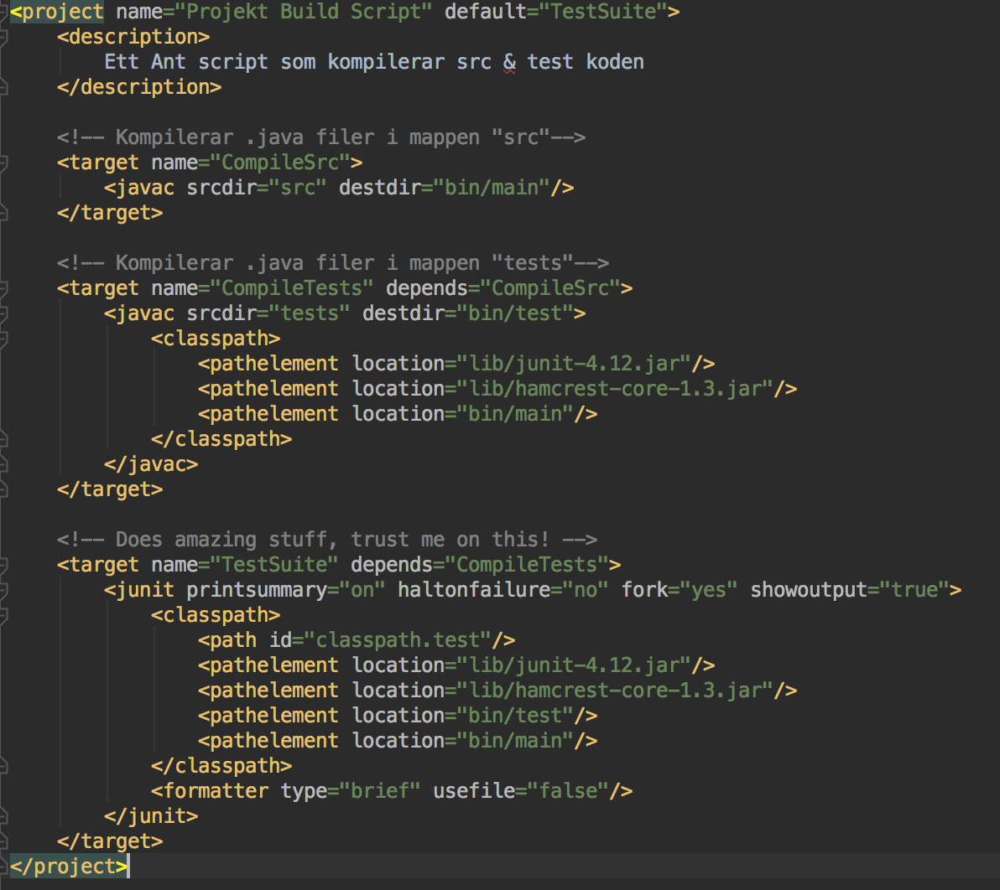 <project name="Projekt Build Script" default="TestSuite">
    <description>
        Ett Ant script som kompilerar src & test koden
    </description>

    <!-- Kompilerar .java filer i mappen "src"-->
    <target name="CompileSrc">
        <javac srcdir="src" destdir="bin/main"/>
    </target>

    <!-- Kompilerar .java filer i mappen "tests"-->
    <target name="CompileTests" depends="CompileSrc">
        <javac srcdir="tests" destdir="bin/test">
            <classpath>
                <pathelement location="lib/junit-4.12.jar"/>
                <pathelement location="lib/hamcrest-core-1.3.jar"/>
                <pathelement location="bin/main"/>
            </classpath>
        </javac>
    </target>

    <!-- Does amazing stuff, trust me on this! -->
    <target name="TestSuite" depends="CompileTests">
        <junit printsummary="on" haltonfailure="no" fork="yes" showoutput="true">
            <classpath>
                <path id="classpath.test"/>
                <pathelement location="lib/junit-4.12.jar"/>
                <pathelement location="lib/hamcrest-core-1.3.jar"/>
                <pathelement location="bin/test"/>
                <pathelement location="bin/main"/>
            </classpath>
            <formatter type="brief" usefile="false"/>
        </junit>
    </target>
</project>